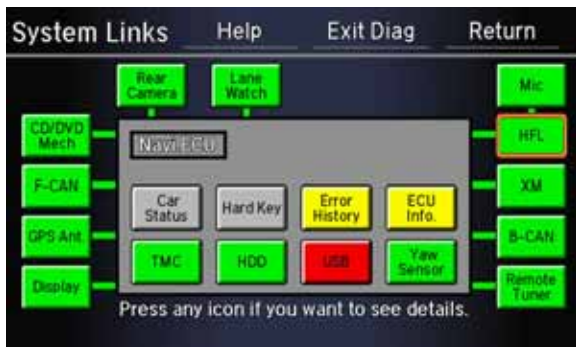 System Links Help Exit Diag Return
Rear Camera
Lane Watch
Mic
CD/DVD Mech
Navi ECU
HFL
F-CAN
Car Status
Hard Key
Error History
ECU Info.
XM
GPS Ant.
TMC
HDD
USB
Yaw Sensor
B-CAN
Display
Remote Tuner
Press any icon if you want to see details.